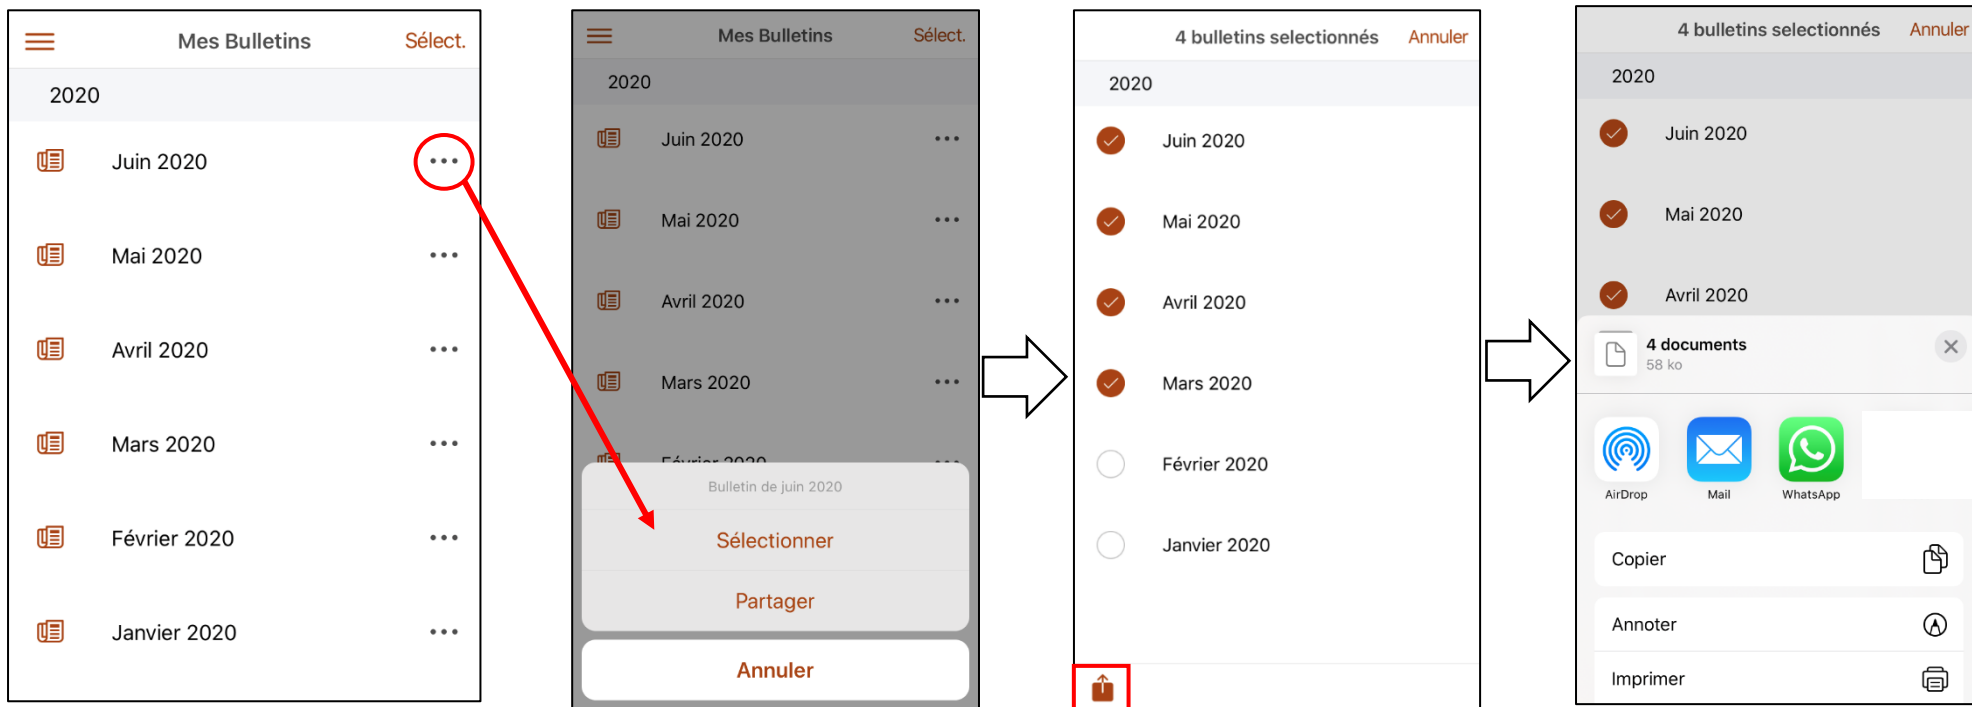 Mes Bulletins Sélect.
2020
Juin 2020
Mai 2020
Avril 2020
Mars 2020
Février 2020
Janvier 2020
Mes Bulletins Sélect.
2020
Juin 2020
Mai 2020
Avril 2020
Mars 2020
Février 2020
Bulletin de juin 2020
Sélectionner
Partager
Annuler
4 bulletins selectionnés Annuler
2020
Juin 2020
Mai 2020
Avril 2020
Mars 2020
Février 2020
Janvier 2020
4 bulletins selectionnés Annuler
2020
Juin 2020
Mai 2020
Avril 2020
4 documents
58 ko
AirDrop Mail WhatsApp
Copier
Annoter
Imprimer